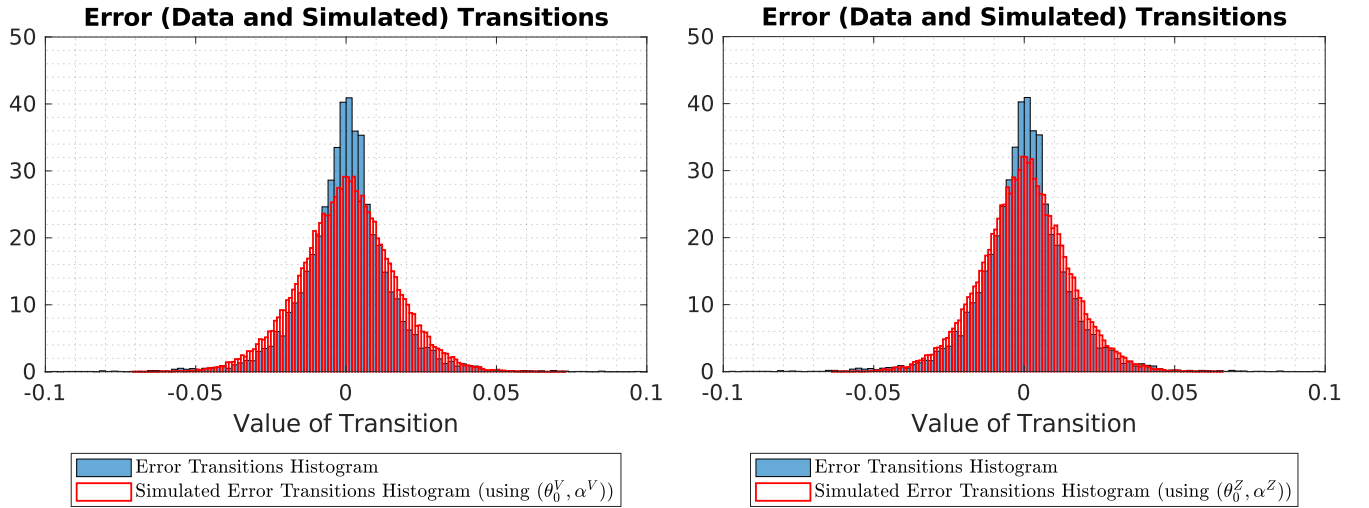 Error (Data and Simulated) Transitions
50
40
30
20
10
0
-0.1 -0.05 0 0.05 0.1
Value of Transition
Error Transitions Histogram
Simulated Error Transitions Histogram (using (θ₀ⱽ, αⱽ))
Error (Data and Simulated) Transitions
50
40
30
20
10
0
-0.1 -0.05 0 0.05 0.1
Value of Transition
Error Transitions Histogram
Simulated Error Transitions Histogram (using (θ_0^Z, α^Z))